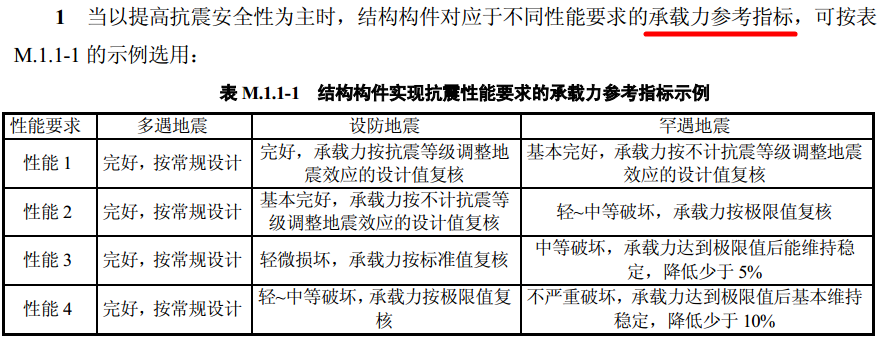 1 当以提高抗震安全性为主时，结构构件对应于不同性能要求的承载力参考指标，可按表
M.1.1-1 的示例选用：
表 M.1.1-1 结构构件实现抗震性能要求的承载力参考指标示例
性能要求 多遇地震 设防地震 罕遇地震
性能 1 完好，按常规设计 完好，承载力按抗震等级调整地震效应的设计值复核 基本完好，承载力按不计抗震等级调整地震效应的设计值复核
性能 2 完好，按常规设计 基本完好，承载力按不计抗震等级调整地震效应的设计值复核 轻~中等破坏，承载力按极限值复核
性能 3 完好，按常规设计 轻微损坏，承载力按标准值复核 中等破坏，承载力达到极限值后能维持稳定，降低少于 5%
性能 4 完好，按常规设计 轻~中等破坏，承载力按极限值复核 不严重破坏，承载力达到极限值后基本维持稳定，降低少于 10%